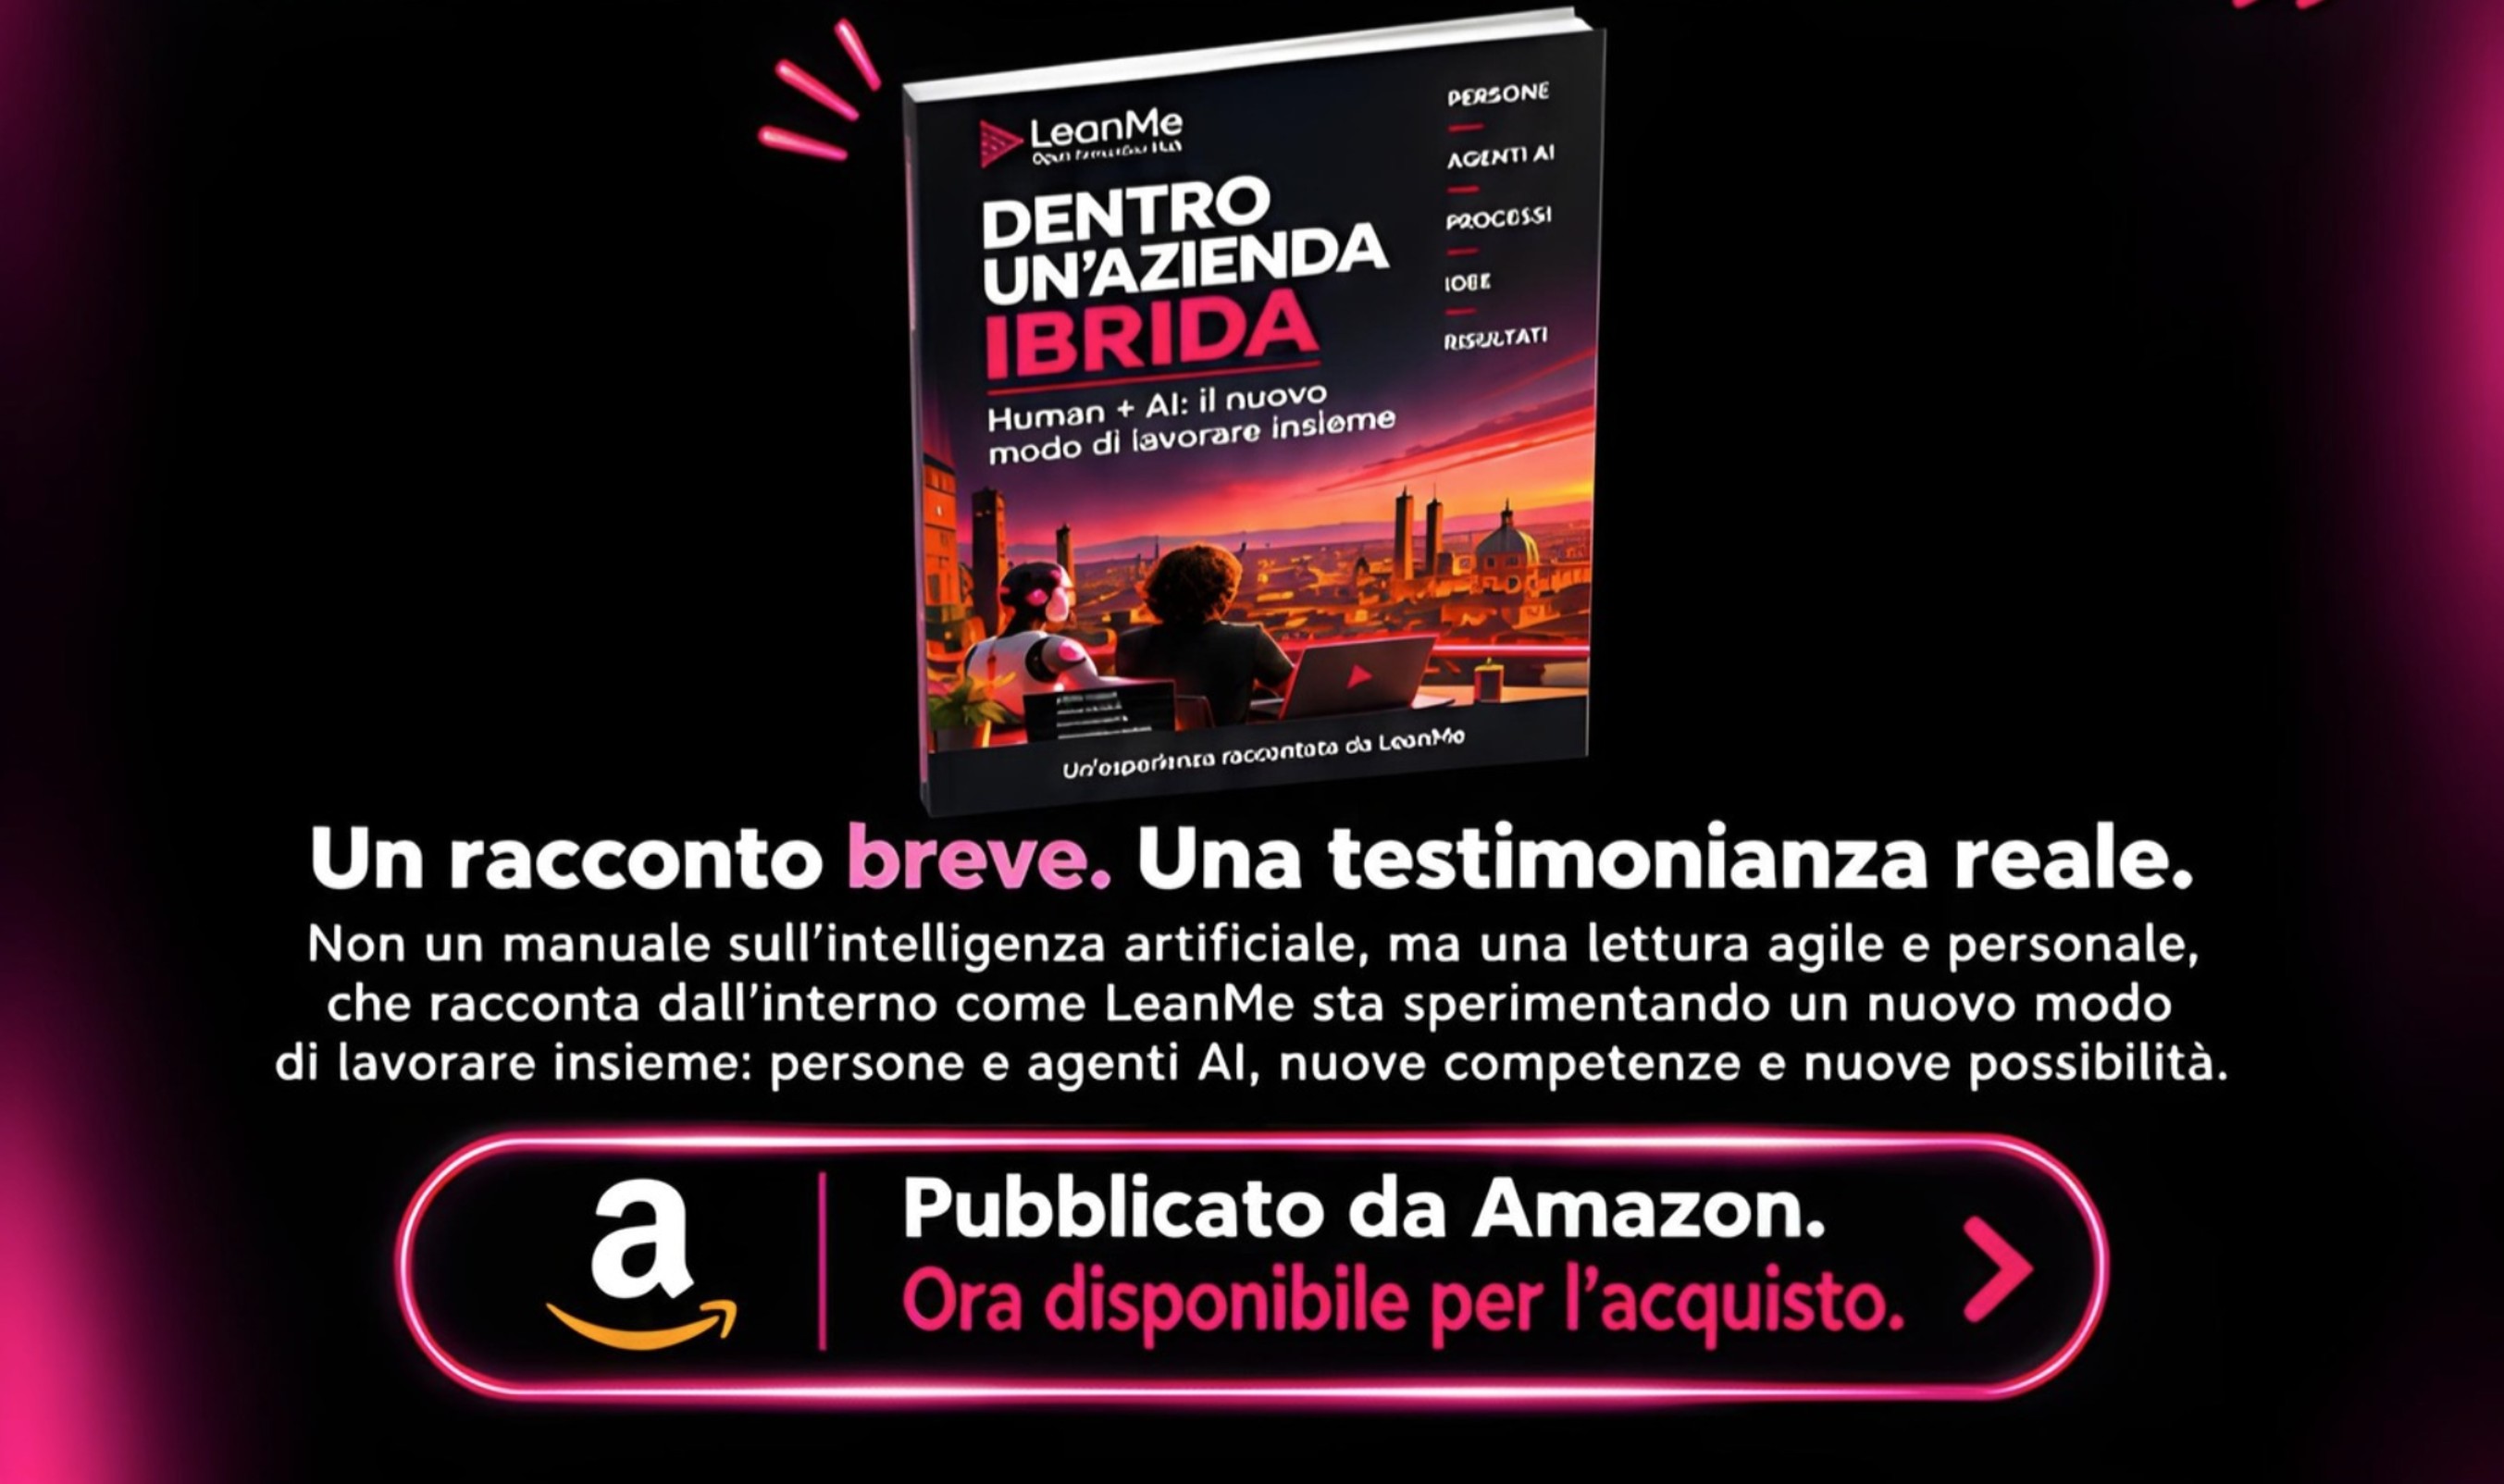 LeanMe
DENTRO
UN'AZIENDA
IBRIDA
Human + AI: il nuovo
modo di lavorare insieme
PERSONE
AGENTI AI
PROCESSI
RISULTATI
raccontata da LeanMe
Un racconto breve. Una testimonianza reale.
Non un manuale sull'intelligenza artificiale, ma una lettura agile e personale,
che racconta dall'interno come LeanMe sta sperimentando un nuovo modo
di lavorare insieme: persone e agenti AI, nuove competenze e nuove possibilità.
a
Pubblicato da Amazon.
Ora disponibile per l'acquisto.